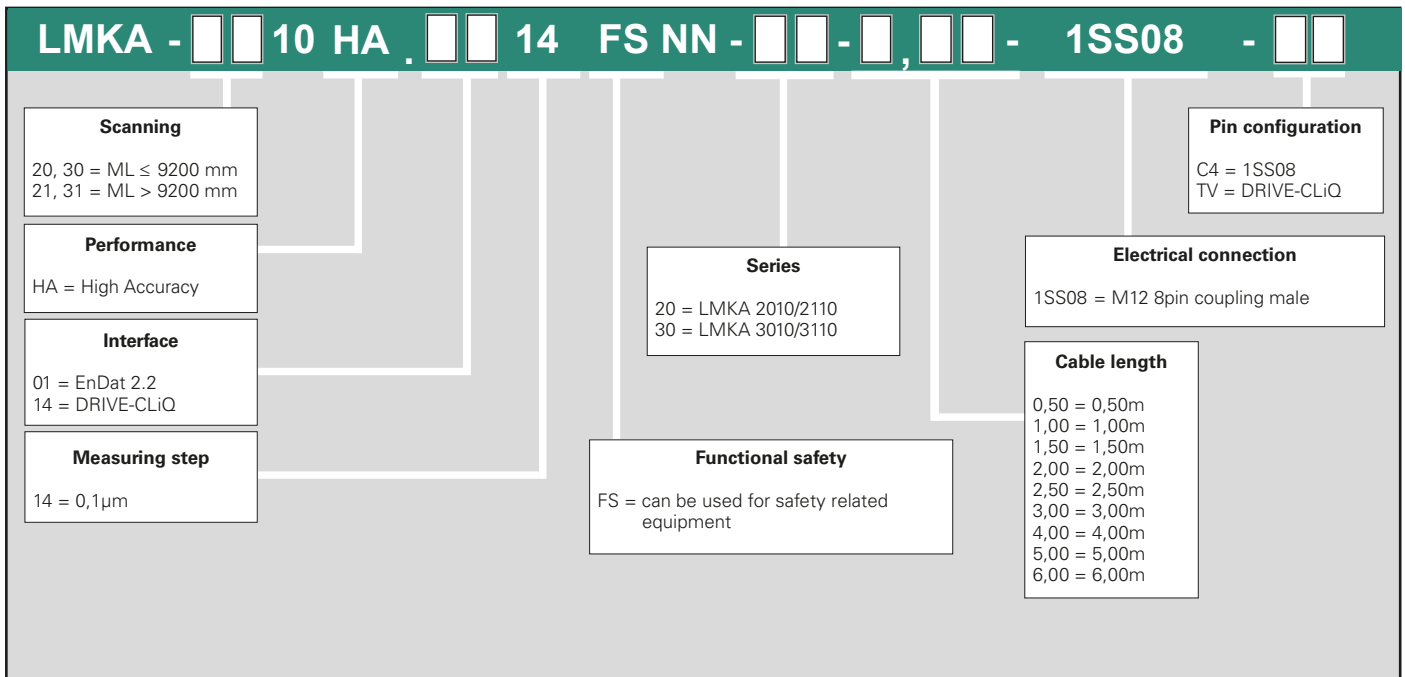 LMKA - 10 HA . 14 FS NN - - , - 1SS08 -
Scanning
20, 30 = ML ≤ 9200 mm
21, 31 = ML > 9200 mm
Performance
HA = High Accuracy
Interface
01 = EnDat 2.2
14 = DRIVE-CLiQ
Measuring step
14 = 0,1µm
Series
20 = LMKA 2010/2110
30 = LMKA 3010/3110
Functional safety
FS = can be used for safety related
equipment
Pin configuration
C4 = 1SS08
TV = DRIVE-CLiQ
Electrical connection
1SS08 = M12 8pin coupling male
Cable length
0,50 = 0,50m
1,00 = 1,00m
1,50 = 1,50m
2,00 = 2,00m
2,50 = 2,50m
3,00 = 3,00m
4,00 = 4,00m
5,00 = 5,00m
6,00 = 6,00m